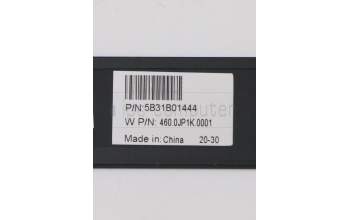 P/N:5B31B01444
W P/N: 460.0JP1K.0001
Made in: China 20-30